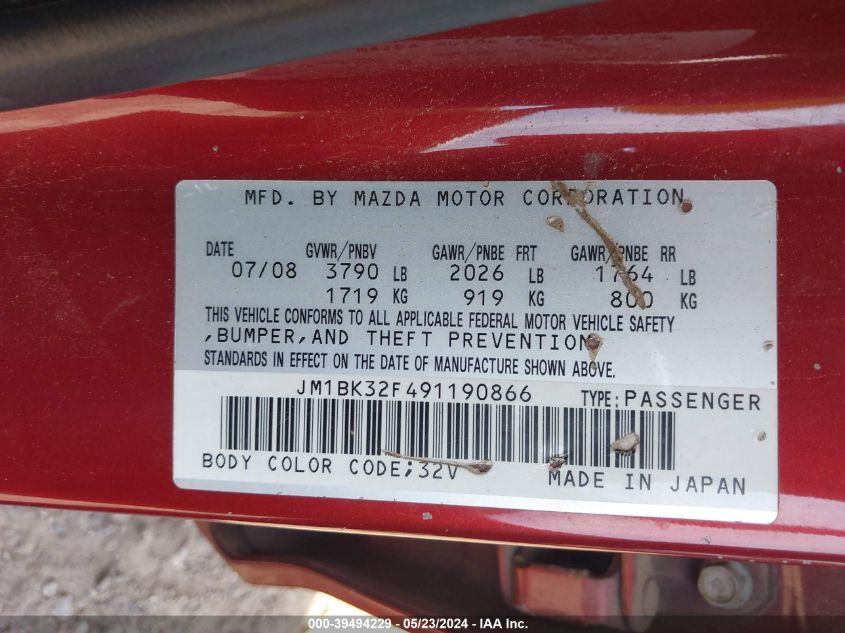 MFD. BY MAZDA MOTOR CORPORATION
DATE GVWR/PNBV GAWR/PNBE FRT GAWR/PNBE RR
07/08 3790 LB 2026 LB 1764 LB
1719 KG 919 KG 800 KG
THIS VEHICLE CONFORMS TO ALL APPLICABLE FEDERAL MOTOR VEHICLE SAFETY
,BUMPER,AND THEFT PREVENTION
STANDARDS IN EFFECT ON THE DATE OF MANUFACTURE SHOWN ABOVE.
JM1BK32F491190866 TYPE:PASSENGER
BODY COLOR CODE;32V MADE IN JAPAN
000-39494229 - 05/23/2024 - IAA Inc.